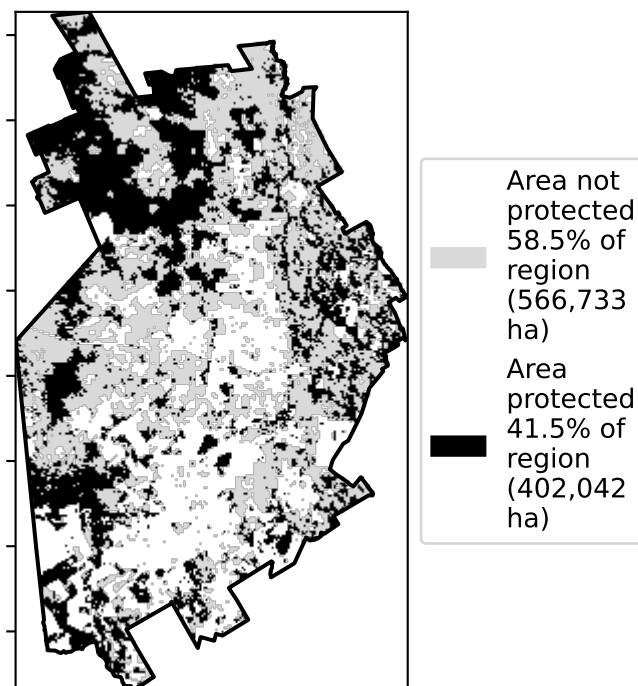 Area not
protected
58.5% of
region
(566,733
ha)
Area
protected
41.5% of
region
(402,042
ha)